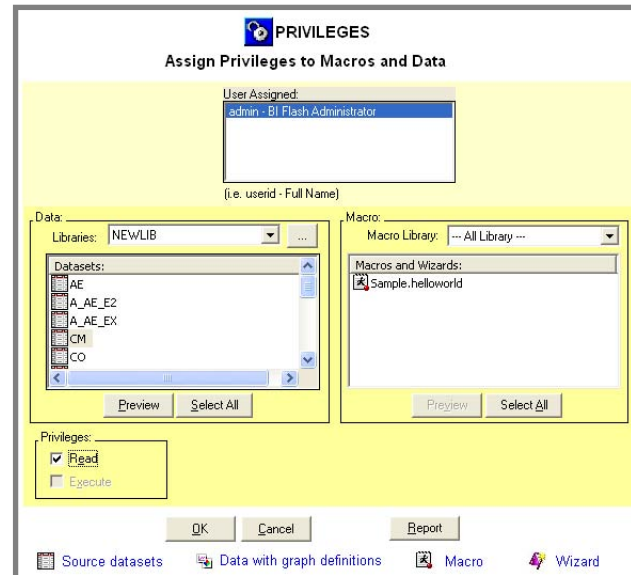 PRIVILEGES
Assign Privileges to Macros and Data
User Assigned:
admin - BI Flash Administrator
(i.e. userid - Full Name)
Data:
Libraries: NEWLIB ...
Datasets:
AE
A_AE_E2
A_AE_EX
CM
CO
Preview Select All
Macro:
Macro Library: --- All Library ---
Macros and Wizards:
Sample.helloworld
Preview Select All
Privileges:
Read
Execute
OK Cancel Report
Source datasets Data with graph definitions Macro Wizard